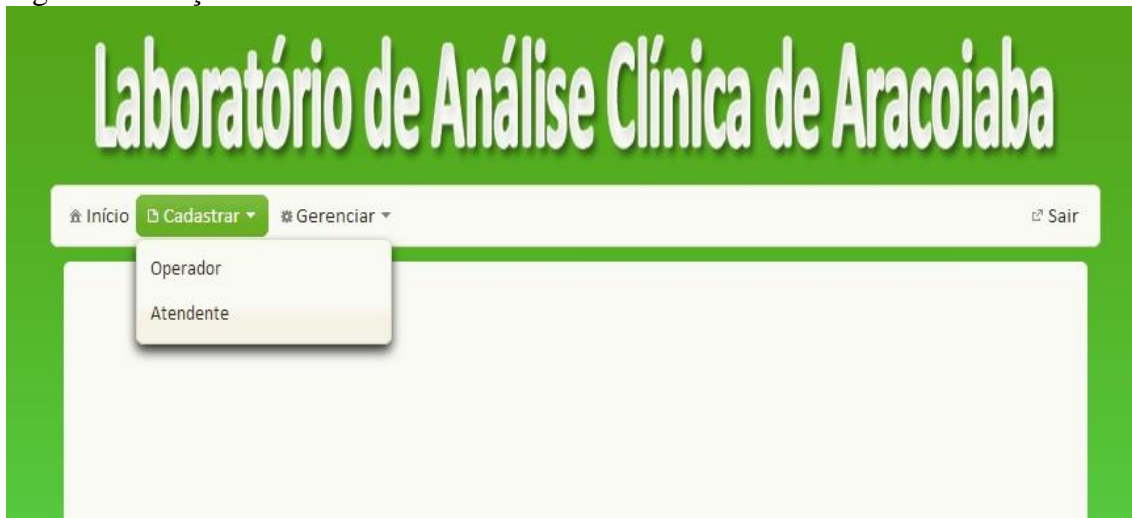 Laboratório de Análise Clínica de Aracoiaba
Início Cadastrar Gerenciar Sair
Operador
Atendente